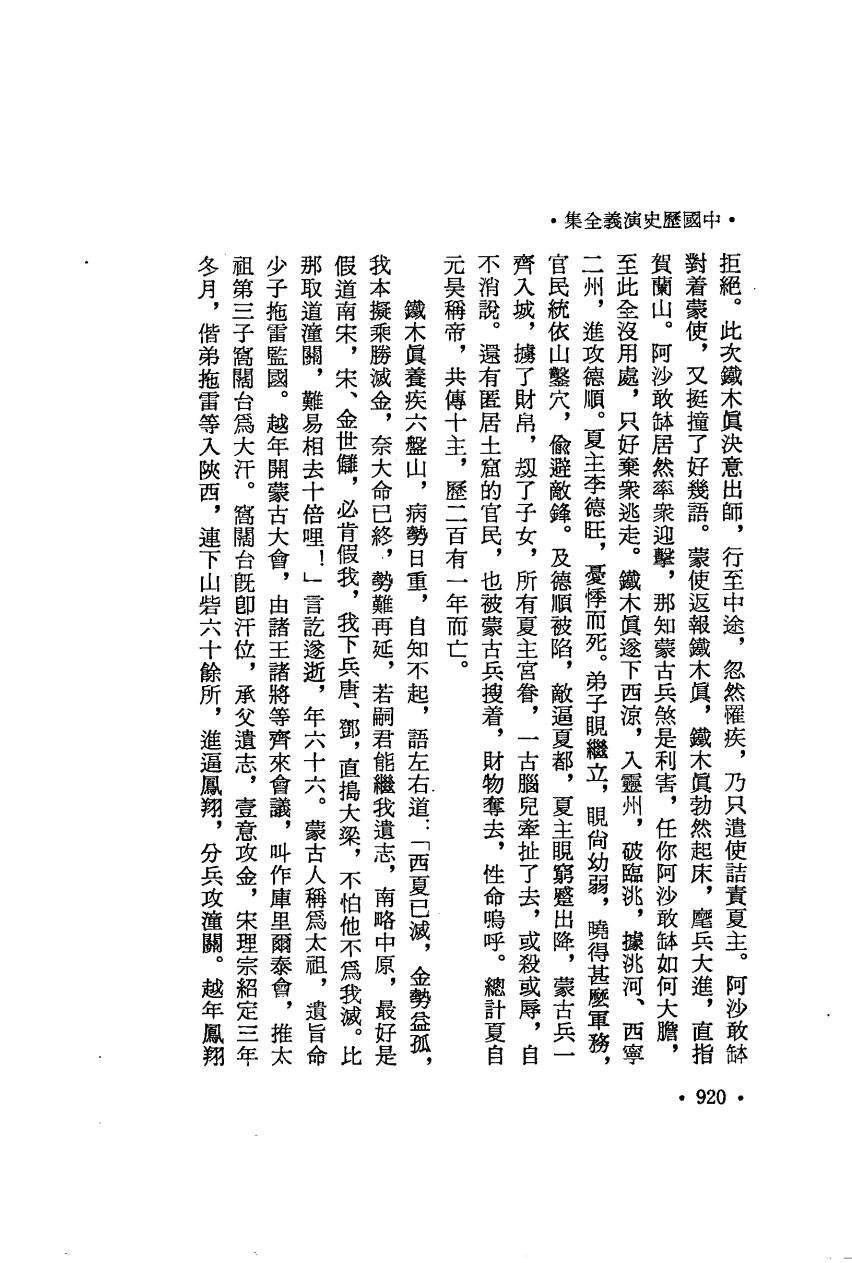 •中國歷史演義全集•
拒絕。此次鐵木眞決意出師，行至中途，忽然罹疾，乃只遣使詰責夏主。阿沙敢缽
對着蒙使，又挺撞了好幾語。蒙使返報鐵木眞，鐵木眞勃然起床，麾兵大進，直指
賀蘭山。阿沙敢缽居然率衆迎擊，那知蒙古兵煞是利害，任你阿沙敢缽如何大膽，
至此全沒用處，只好棄衆逃走。鐵木眞遂下西涼，入靈州，破臨洮，據洮河、西寧
二州，進攻德順。夏主李德旺，憂悸而死。弟子睍繼立，睍尙幼弱，曉得甚麼軍務，
官民統依山鑿穴，偸避敵鋒。及德順被陷，敵逼夏都，夏主睍窮蹙出降，蒙古兵一
齊入城，擄了財帛，刼了子女，所有夏主宮眷，一古腦兒牽扯了去，或殺或辱，自
不消說。還有匿居土窟的官民，也被蒙古兵搜着，財物奪去，性命嗚呼。總計夏自
元昊稱帝，共傳十主，歷二百有一年而亡。
鐵木眞養疾六盤山，病勢日重，自知不起，語左右道：「西夏已滅，金勢益孤，
我本擬乘勝滅金，奈大命已終，勢難再延，若嗣君能繼我遺志，南略中原，最好是
假道南宋，宋、金世讎，必肯假我，我下兵唐、鄧，直搗大梁，不怕他不爲我滅。比
那取道潼關，難易相去十倍哩！」言訖遂逝，年六十六。蒙古人稱爲太祖，遺旨命
少子拖雷監國。越年開蒙古大會，由諸王諸將等齊來會議，叫作庫里爾泰會，推太
祖第三子窩闊台爲大汗。窩闊台旣卽汗位，承父遺志，壹意攻金，宋理宗紹定三年
冬月，偕弟拖雷等入陝西，連下山砦六十餘所，進逼鳳翔，分兵攻潼關。越年鳳翔
•920•